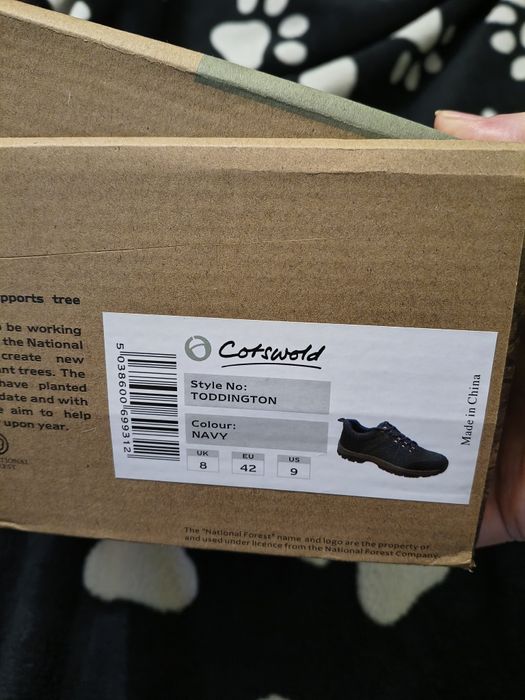 pports tree
o be working
the National
create new
nt trees. The
have planted
date and with
e aim to help
upon year.
5 038600 699312
Cotswold
Style No:
TODDINGTON
Colour:
NAVY
UK EU US
8 42 9
Made in China
The "National Forest" name and logo are the property of
and used under licence from the National Forest Company.